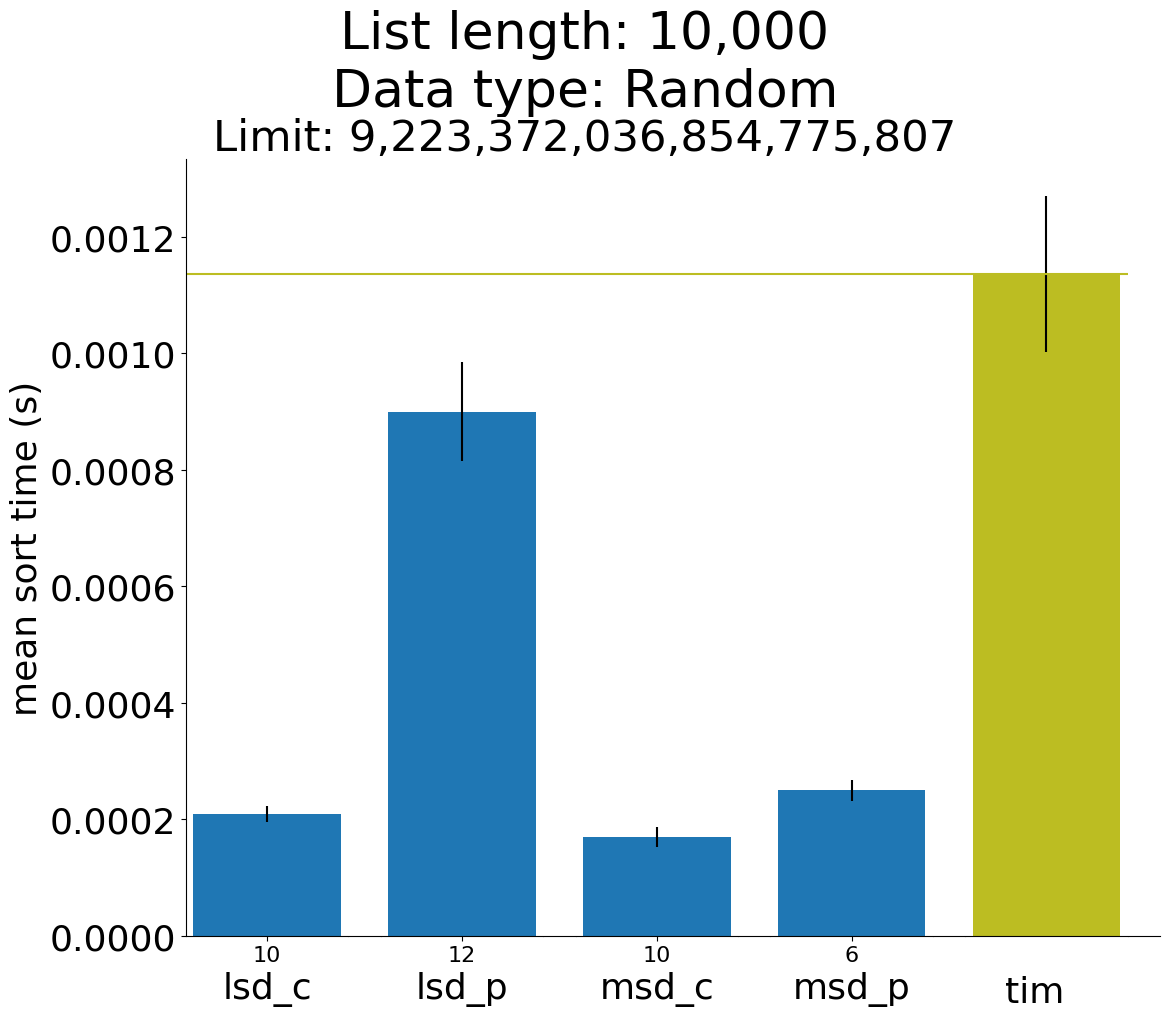 List length: 10,000
Data type: Random
Limit: 9,223,372,036,854,775,807
mean sort time (s)
0.0012
0.0010
0.0008
0.0006
0.0004
0.0002
0.0000
10 12 10 6
lsd_c lsd_p msd_c msd_p tim